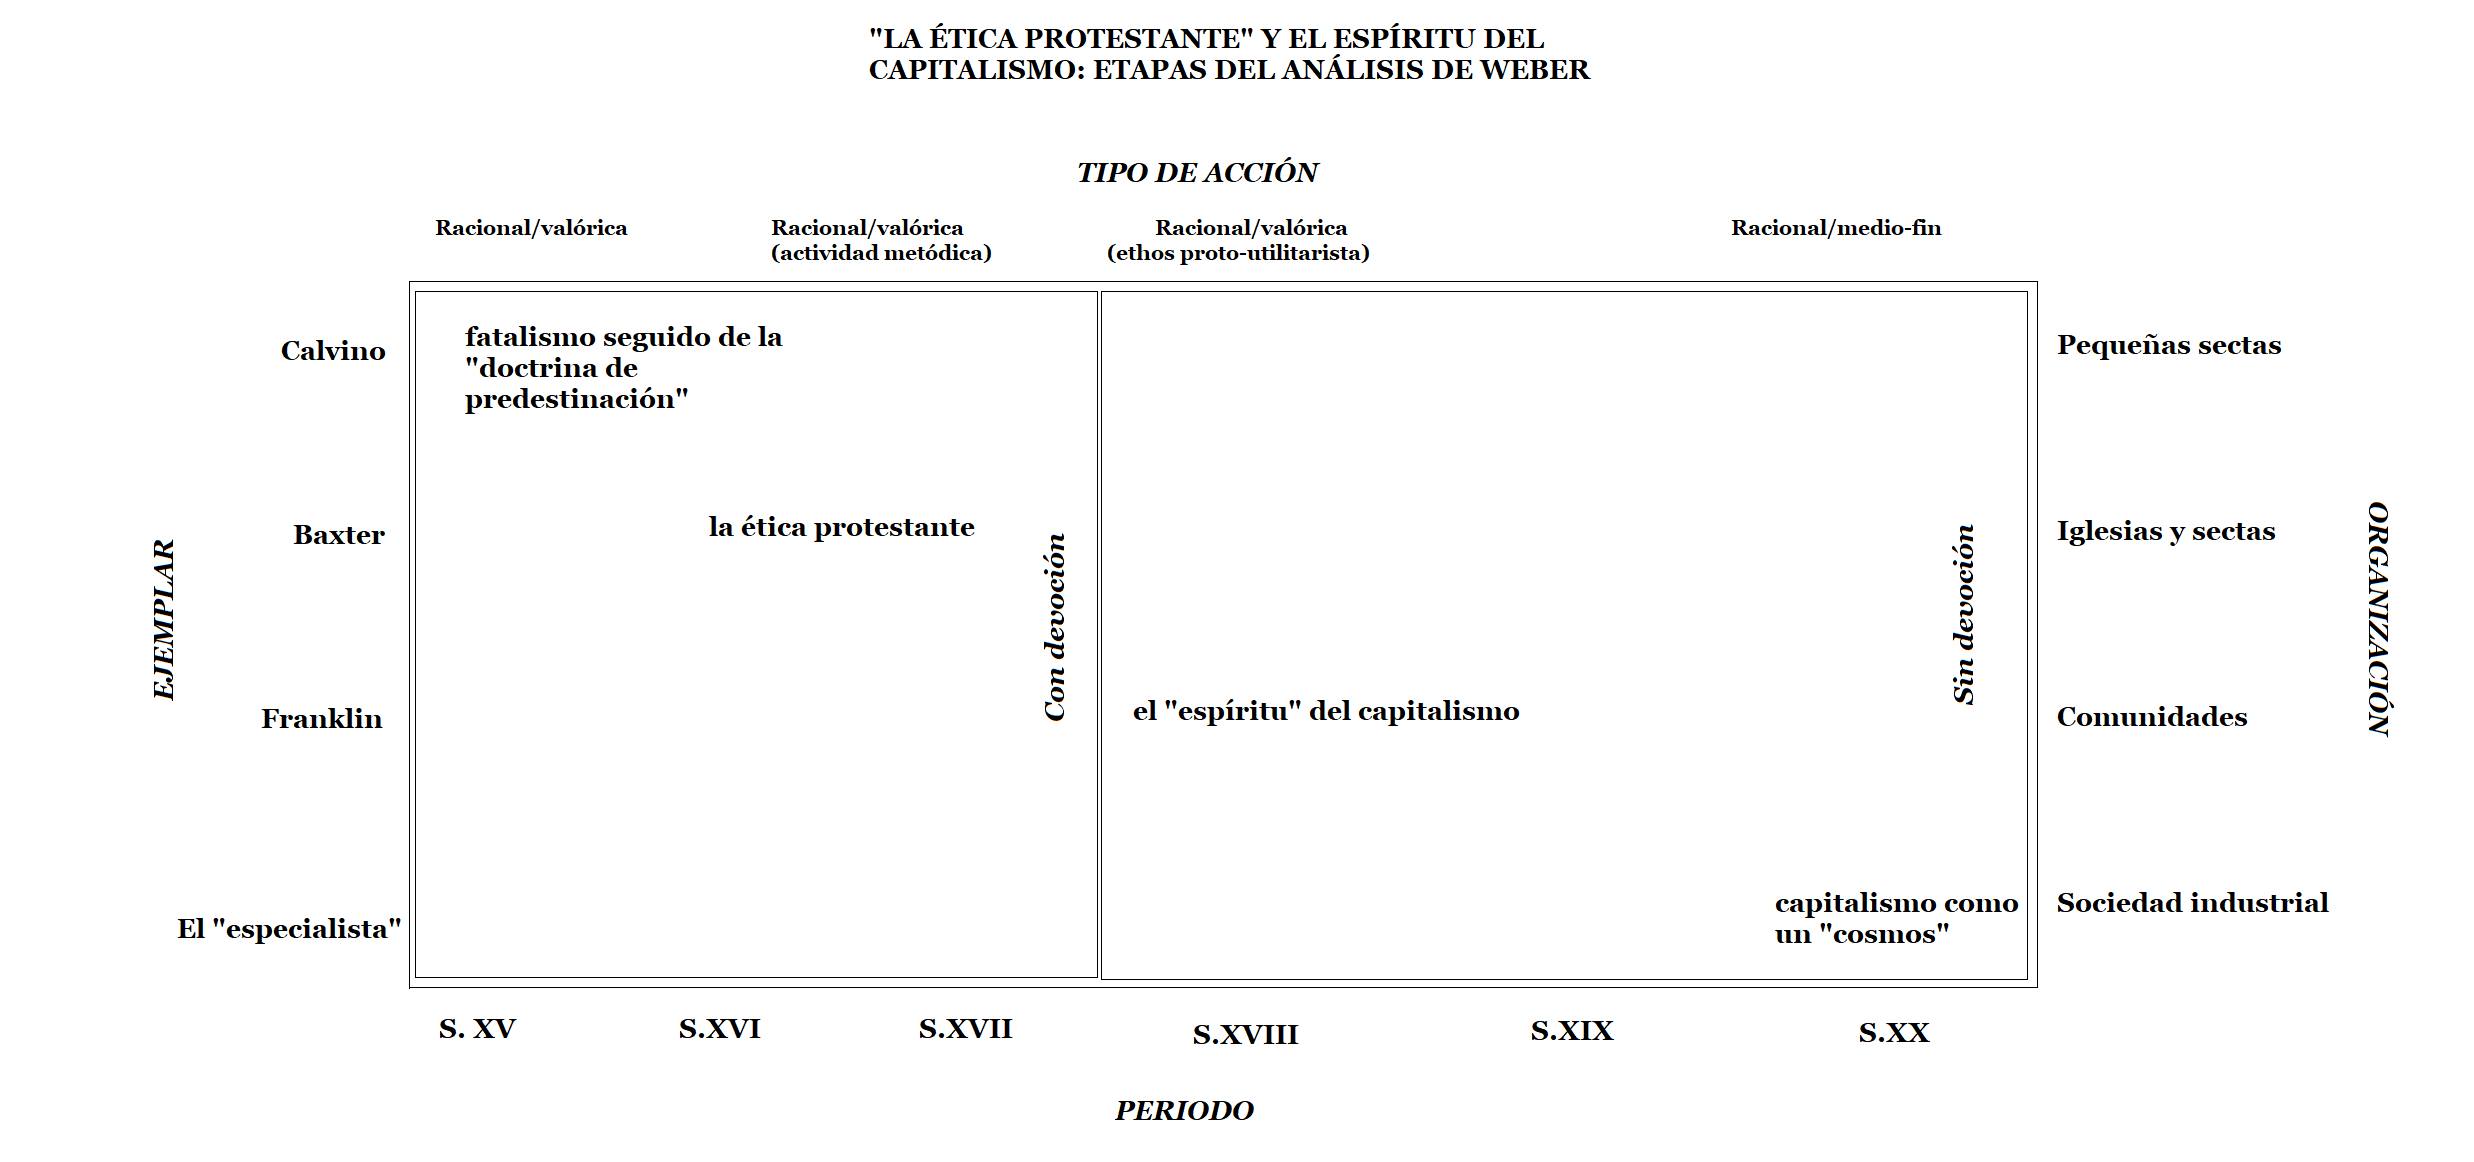 "LA ÉTICA PROTESTANTE" Y EL ESPÍRITU DEL
CAPITALISMO: ETAPAS DEL ANÁLISIS DE WEBER
TIPO DE ACCIÓN
Racional/valórica
Racional/valórica
(actividad metódica)
Racional/valórica
(ethos proto-utilitarista)
Racional/medio-fin
EJEMPLAR
Calvino
Baxter
Franklin
El "especialista"
fatalismo seguido de la
"doctrina de
predestinación"
la ética protestante
Con devoción
el "espíritu" del capitalismo
Sin devoción
capitalismo como
un "cosmos"
Pequeñas sectas
Iglesias y sectas
Comunidades
Sociedad industrial
ORGANIZACIÓN
S. XV
S.XVI
S.XVII
S.XVIII
S.XIX
S.XX
PERIODO